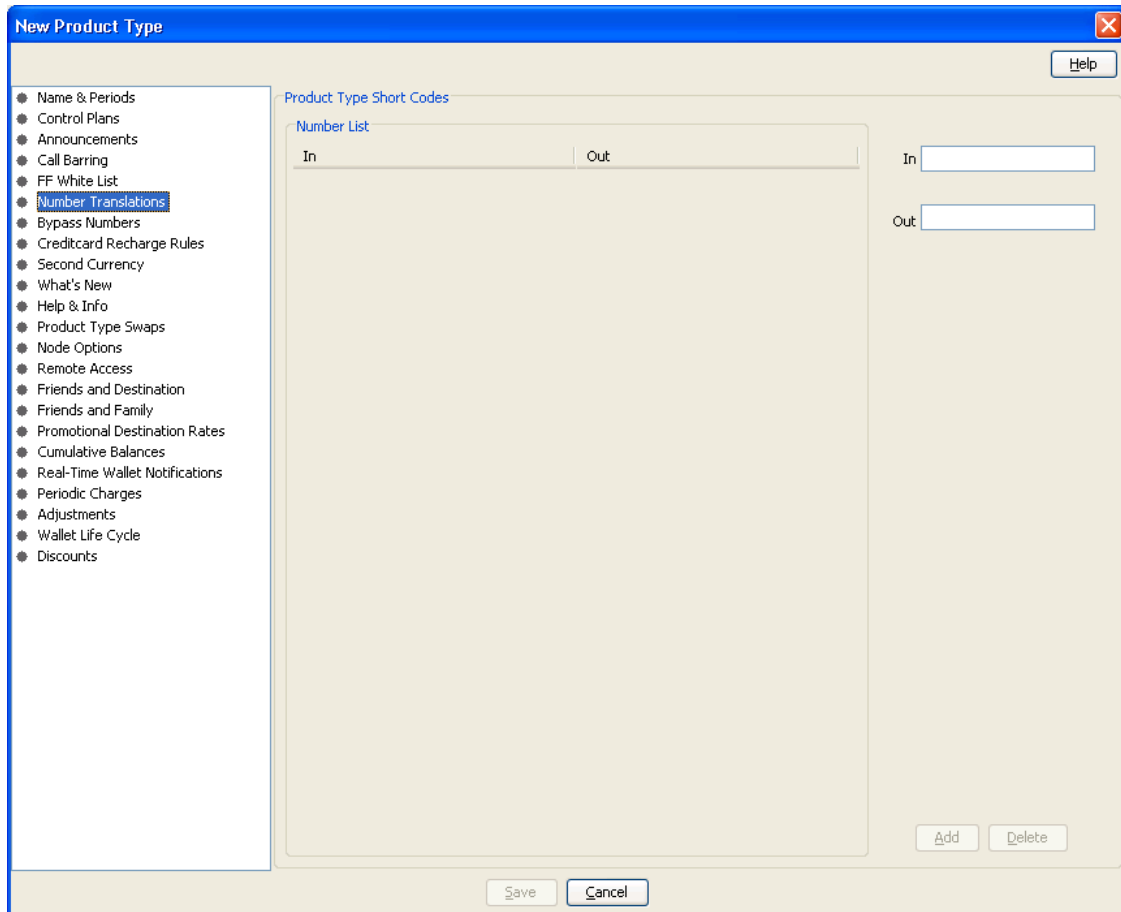 New Product Type
Help
Name & Periods
Control Plans
Announcements
Call Barring
FF White List
Number Translations
Bypass Numbers
Creditcard Recharge Rules
Second Currency
What's New
Help & Info
Product Type Swaps
Node Options
Remote Access
Friends and Destination
Friends and Family
Promotional Destination Rates
Cumulative Balances
Real-Time Wallet Notifications
Periodic Charges
Adjustments
Wallet Life Cycle
Discounts
Product Type Short Codes
Number List
In Out
In
Out
Add Delete
Save Cancel